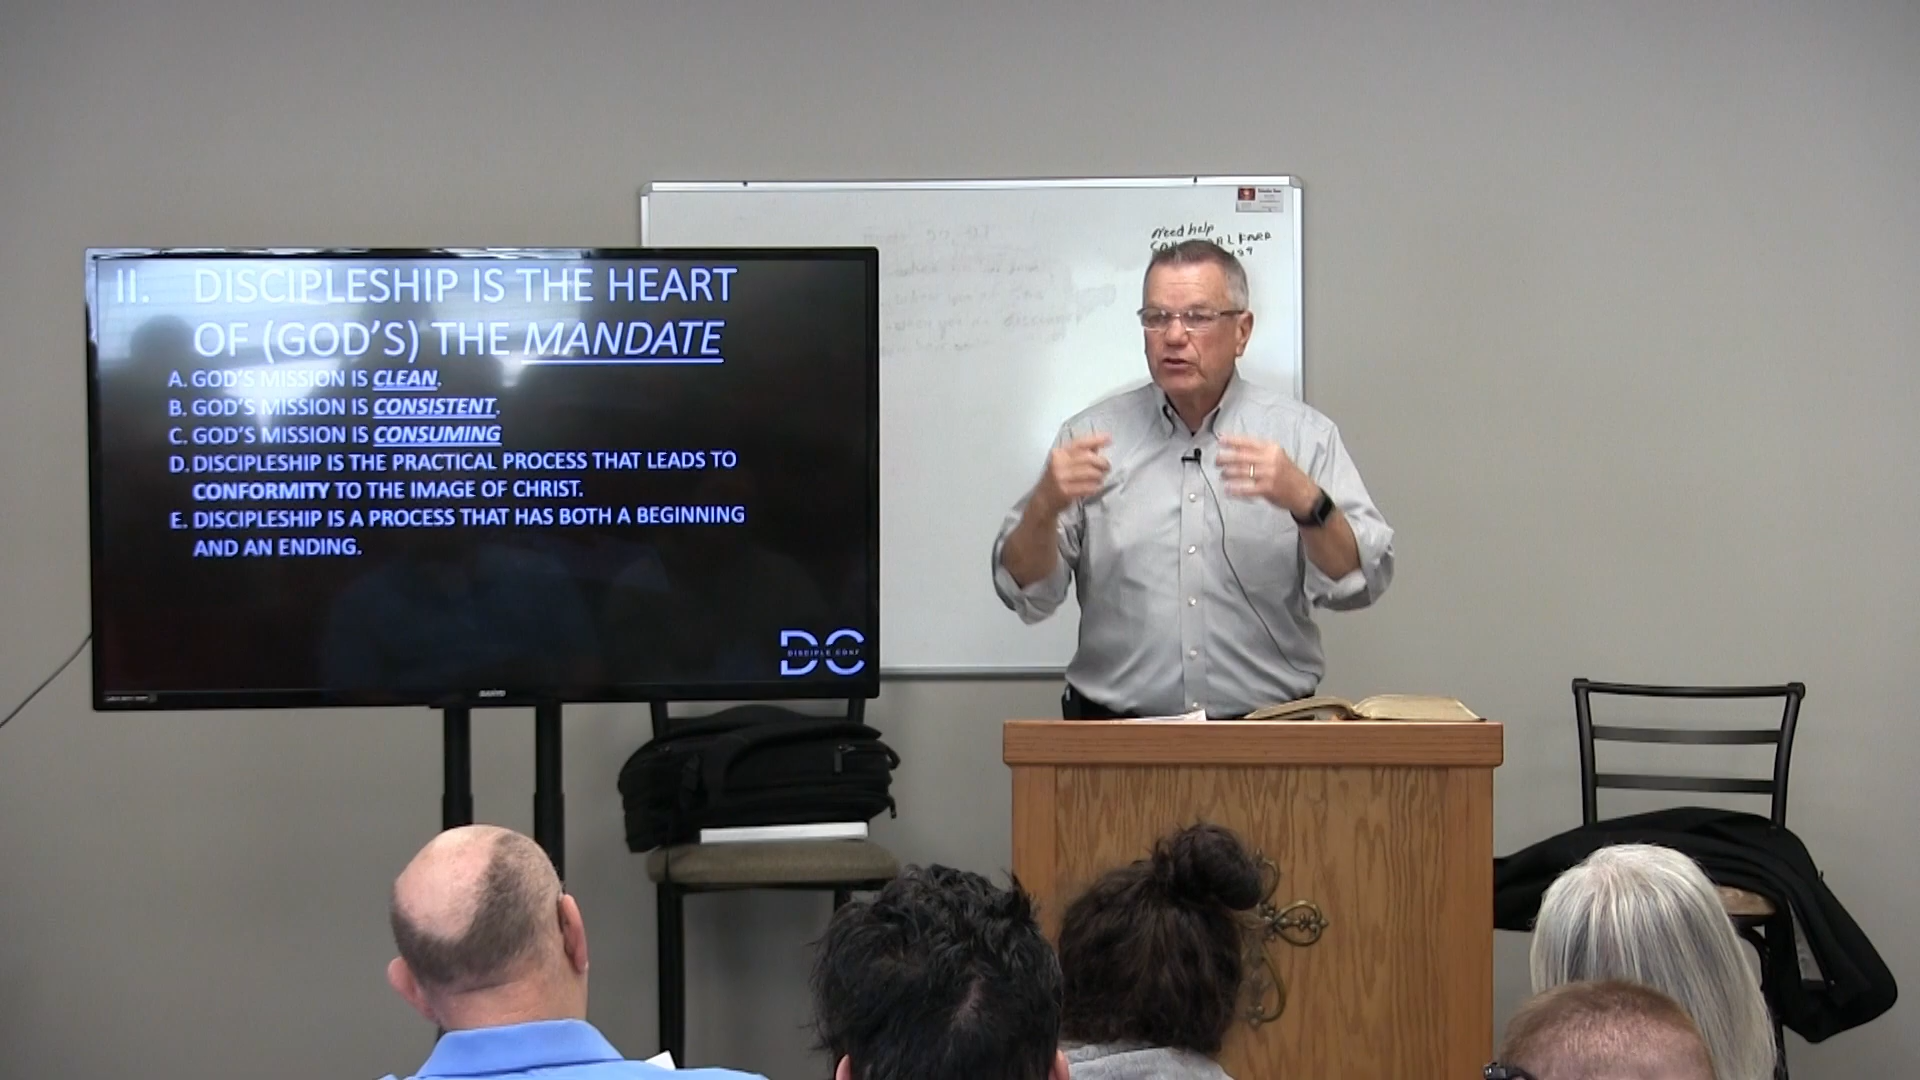 II. DISCIPLESHIP IS THE HEART
OF (GOD'S) THE MANDATE
A. GOD'S MISSION IS CLEAN.
B. GOD'S MISSION IS CONSISTENT.
C. GOD'S MISSION IS CONSUMING
D. DISCIPLESHIP IS THE PRACTICAL PROCESS THAT LEADS TO
CONFORMITY TO THE IMAGE OF CHRIST.
E. DISCIPLESHIP IS A PROCESS THAT HAS BOTH A BEGINNING
AND AN ENDING.
DC
DISCIPLE CONF
SANYO
need help